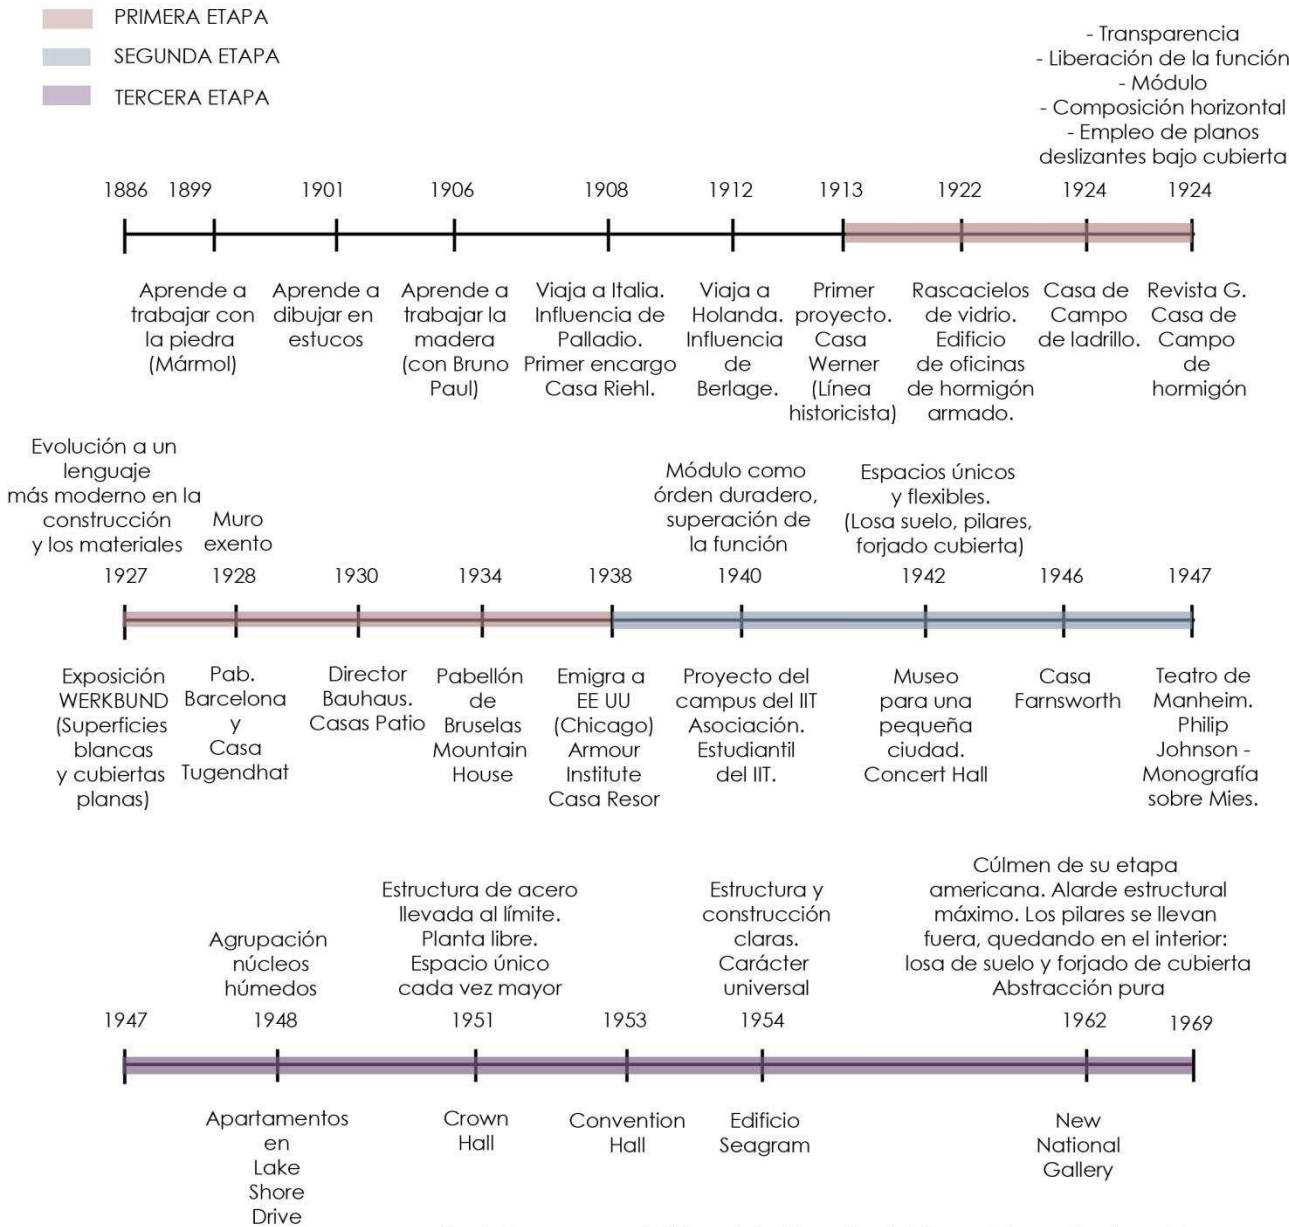 PRIMERA ETAPA
SEGUNDA ETAPA
TERCERA ETAPA
- Transparencia
- Liberación de la función
- Módulo
- Composición horizontal
- Empleo de planos
deslizantes bajo cubierta
1886
1899
1901
1906
1908
1912
1913
1922
1924
1924
Aprende a
trabajar con
la piedra
(Mármol)
Aprende a
dibujar en
estucos
Aprende a
trabajar la
madera
(con Bruno
Paul)
Viaja a Italia.
Influencia de
Palladio.
Primer encargo
Casa Riehl.
Viaja a
Holanda.
Influencia
de
Berlage.
Primer
proyecto.
Casa
Werner
(Línea
historicista)
Rascacielos
de vidrio.
Edificio
de oficinas
de hormigón
armado.
Casa de
Campo
de ladrillo.
Revista G.
Casa de
Campo
de
hormigón
Evolución a un
lenguaje
más moderno en la
construcción
y los materiales
Muro
exento
Módulo como
órden duradero,
superación de
la función
Espacios únicos
y flexibles.
(Losa suelo, pilares,
forjado cubierta)
1927
1928
1930
1934
1938
1940
1942
1946
1947
Exposición
WERKBUND
(Superficies
blancas
y cubiertas
planas)
Pab.
Barcelona
y
Casa
Tugendhat
Director
Bauhaus.
Casas Patio
Pabellón
de
Bruselas
Mountain
House
Emigra a
EE UU
(Chicago)
Armour
Institute
Casa Resor
Proyecto del
campus del IIT
Asociación.
Estudiantil
del IIT.
Museo
para una
pequeña
ciudad.
Concert Hall
Casa
Farnsworth
Teatro de
Manheim.
Philip
Johnson -
Monografía
sobre Mies.
Agrupación
núcleos
húmedos
Estructura de acero
llevada al límite.
Planta libre.
Espacio único
cada vez mayor
Estructura y
construcción
claras.
Carácter
universal
Cúlmen de su etapa
americana. Alarde estructural
máximo. Los pilares se llevan
fuera, quedando en el interior:
losa de suelo y forjado de cubierta
Abstracción pura
1947
1948
1951
1953
1954
1962
1969
Apartamentos
en
Lake
Shore
Drive
Crown
Hall
Convention
Hall
Edificio
Seagram
New
National
Gallery